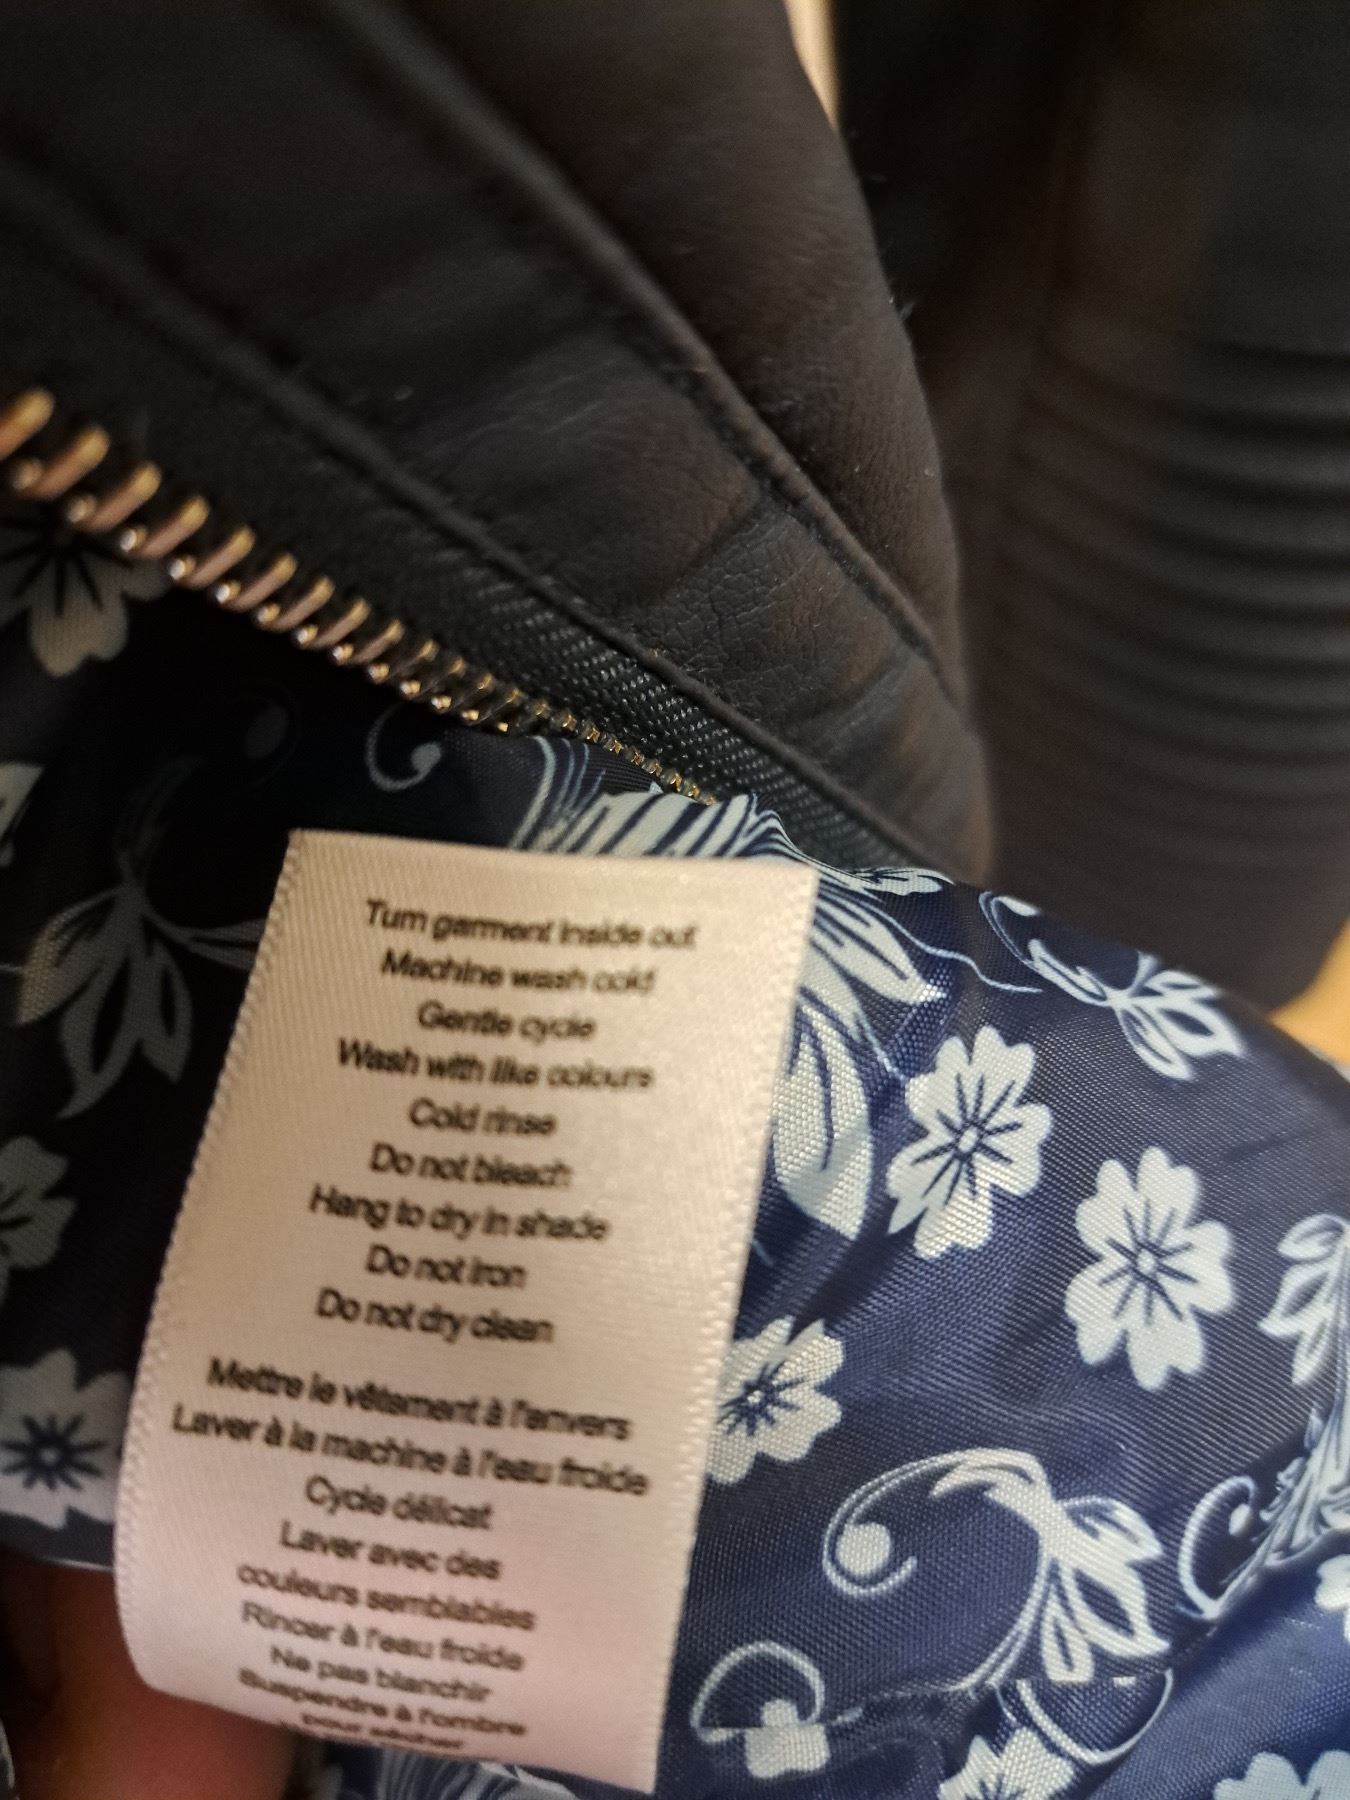 Turn garment inside out
Machine wash cold
Gentle cycle
Wash with like colours
Cold rinse
Do not bleach
Hang to dry in shade
Do not iron
Do not dry clean
Mettre le vêtement à l'envers
Laver à la machine à l'eau froide
Cycle délicat
Laver avec des
couleurs semblables
Rincer à l'eau froide
Ne pas blanchir
Suspendre à l'ombre
pour sécher